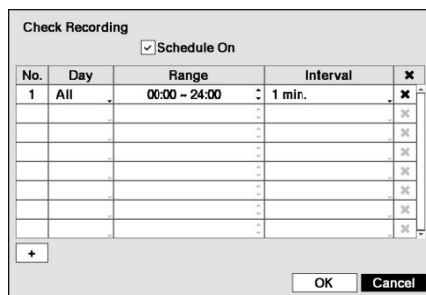 Check Recording
Schedule On
No. Day Range Interval
1 All 00:00 ~ 24:00 1 min.
+
OK Cancel